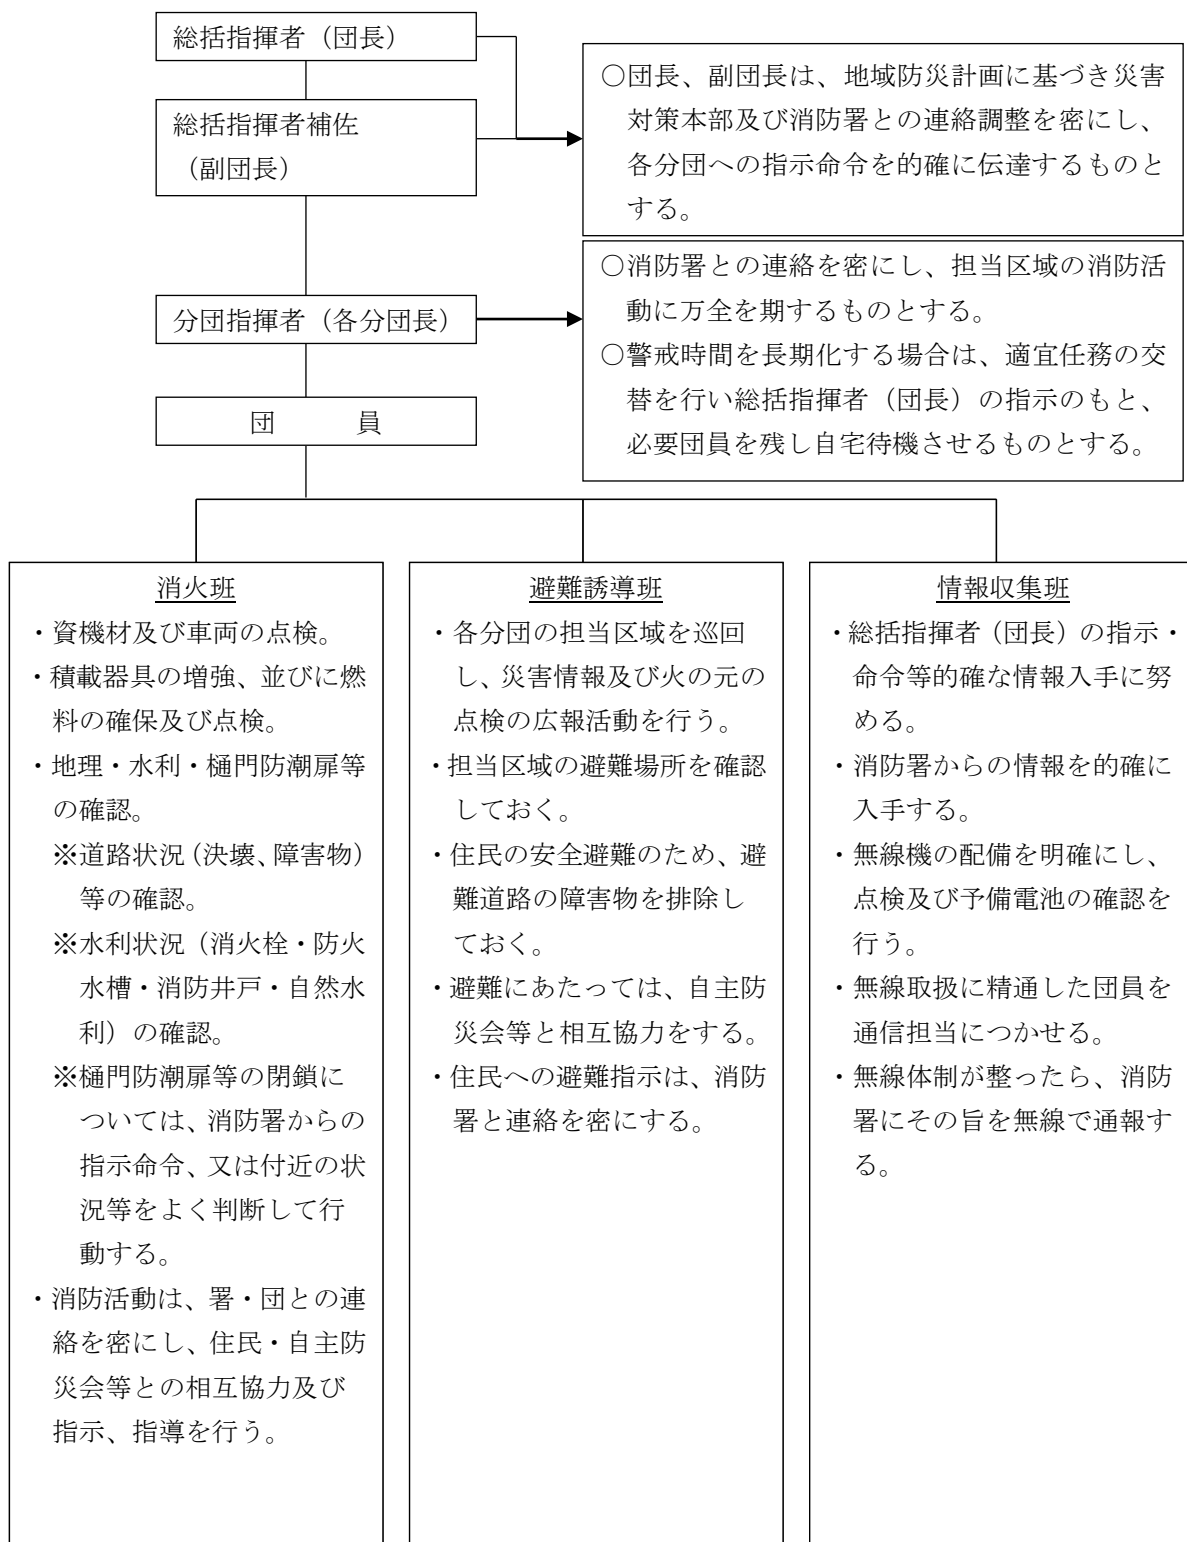 総括指揮者（団長）
総括指揮者補佐
（副団長）
○団長、副団長は、地域防災計画に基づき災害
対策本部及び消防署との連絡調整を密にし、
各分団への指示命令を的確に伝達するものと
する。
分団指揮者（各分団長）
○消防署との連絡を密にし、担当区域の消防活
動に万全を期するものとする。
○警戒時間を長期化する場合は、適宜任務の交
替を行い総括指揮者（団長）の指示のもと、
必要団員を残し自宅待機させるものとする。
団　　　員
消火班
・資機材及び車両の点検。
・積載器具の増強、並びに燃
料の確保及び点検。
・地理・水利・樋門防潮扉等
の確認。
※道路状況（決壊、障害物）
等の確認。
※水利状況（消火栓・防火
水槽・消防井戸・自然水
利）の確認。
※樋門防潮扉等の閉鎖に
ついては、消防署からの
指示命令、又は付近の状
況等をよく判断して行
動する。
・消防活動は、署・団との連
絡を密にし、住民・自主防
災会等との相互協力及び
指示、指導を行う。
避難誘導班
・各分団の担当区域を巡回
し、災害情報及び火の元の
点検の広報活動を行う。
・担当区域の避難場所を確認
しておく。
・住民の安全避難のため、避
難道路の障害物を排除し
ておく。
・避難にあたっては、自主防
災会等と相互協力をする。
・住民への避難指示は、消防
署と連絡を密にする。
情報収集班
・総括指揮者（団長）の指示・
命令等的確な情報入手に努
める。
・消防署からの情報を的確に
入手する。
・無線機の配備を明確にし、
点検及び予備電池の確認を
行う。
・無線取扱に精通した団員を
通信担当につかせる。
・無線体制が整ったら、消防
署にその旨を無線で通報す
る。